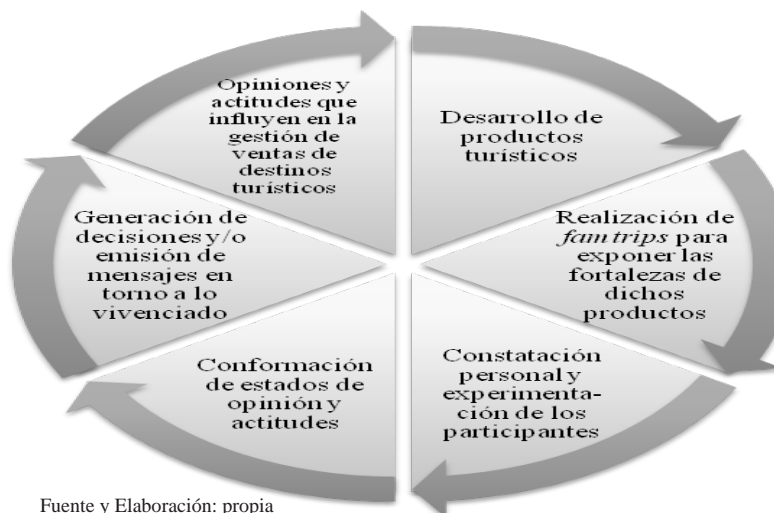 Opiniones y
actitudes que
influyen en la
gestión de
ventas de
destinos
turísticos
Desarrollo de
productos
turísticos
Realización de
fam trips para
exponer las
fortalezas de
dichos
productos
Constatación
personal y
experimenta-
ción de los
participantes
Conformación
de estados de
opinión y
actitudes
Generación de
decisiones y/o
emisión de
mensajes en
torno a lo
vivenciado
Fuente y Elaboración: propia